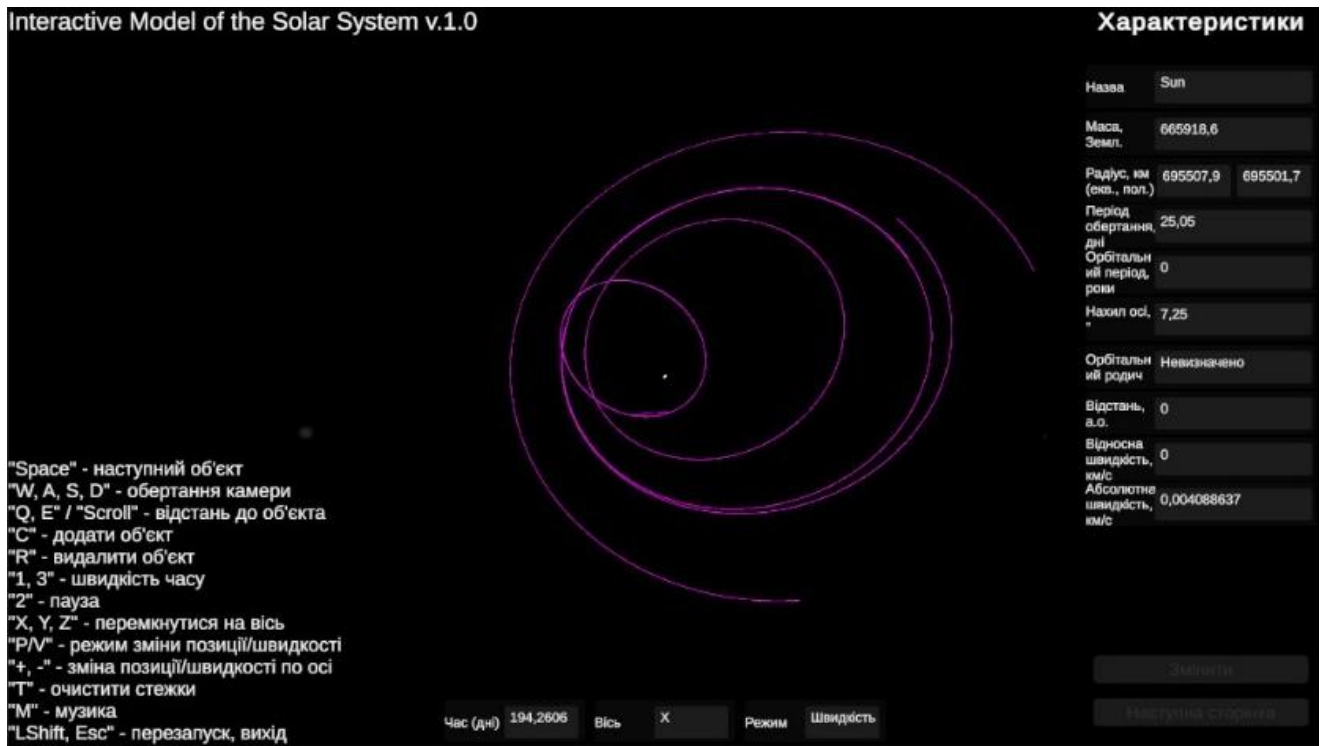 Interactive Model of the Solar System v.1.0
Характеристики
Назва
Sun
Маса,
Земл.
665918,6
Радіус, км
(екв., пол.)
695507,9
695501,7
Період
обертання,
дні
25,05
Орбітальн
ий період,
роки
0
Нахил осі,
°
7,25
Орбітальн
ий родич
Невизначено
Відстань,
а.о.
0
Відносна
швидкість,
км/с
0
Абсолютна
швидкість,
км/с
0,004088637
"Space" - наступний об'єкт
"W, A, S, D" - обертання камери
"Q, E" / "Scroll" - відстань до об'єкта
"C" - додати об'єкт
"R" - видалити об'єкт
"1, 3" - швидкість часу
"2" - пауза
"X, Y, Z" - перемкнутися на вісь
"P/V" - режим зміни позиції/швидкості
"+, -" - зміна позиції/швидкості по осі
"T" - очистити стежки
"M" - музика
"LShift, Esc" - перезапуск, вихід
Час (дні)
194,2606
Вісь
X
Режим
Швидкість
Змінити
Наступна сторінка